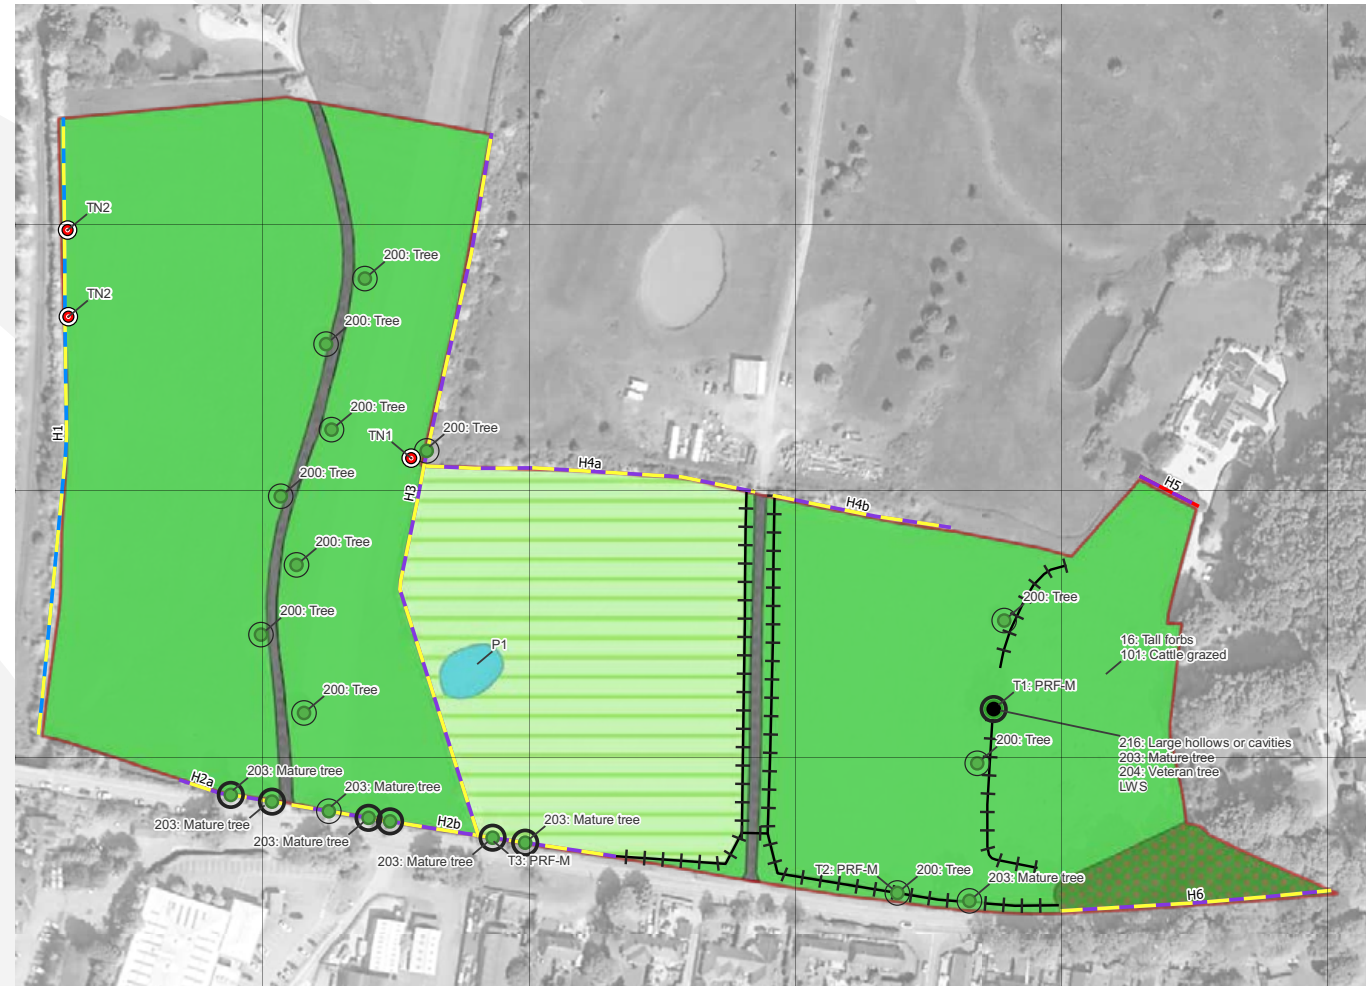 TN2
200: Tree
TN2
200: Tree
200: Tree
TN1
200: Tree
H1
H4a
H5
200: Tree
H3
H4b
200: Tree
200: Tree
200: Tree
P1
16: Tall forbs
101: Cattle grazed
T1: PRF-M
200: Tree
200: Tree
216: Large hollows or cavities
203: Mature tree
204: Veteran tree
LWS
H2a
203: Mature tree
203: Mature tree
203: Mature tree
H2b
203: Mature tree
203: Mature tree
203: Mature tree
T3: PRF-M
T2: PRF-M
200: Tree
203: Mature tree
H6